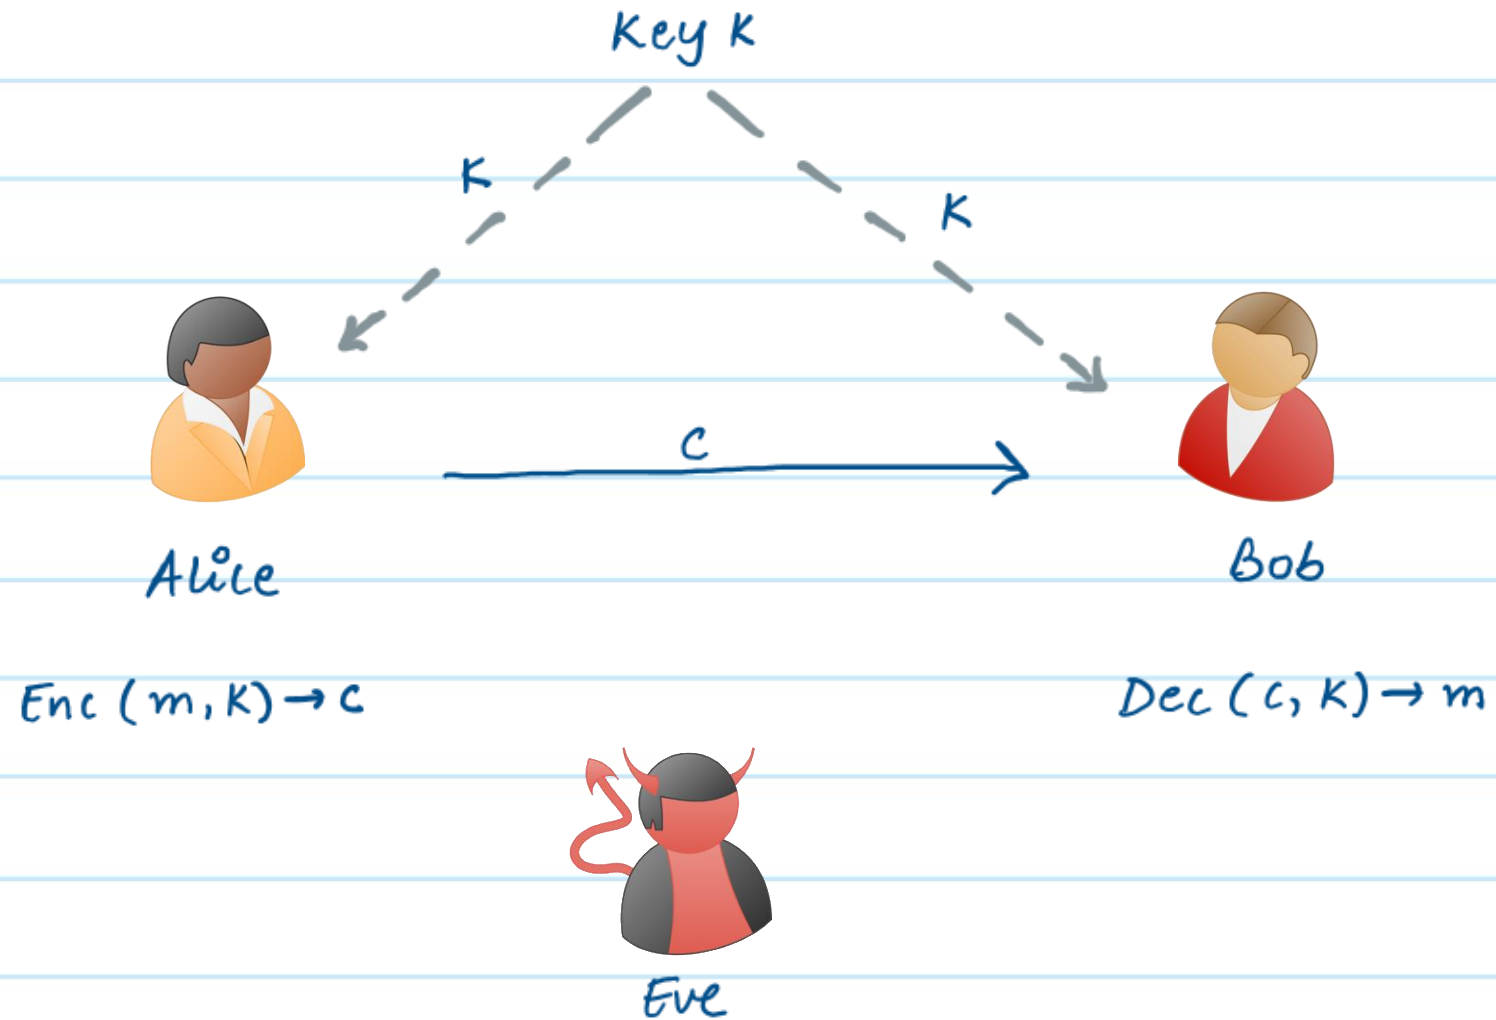 Key K
K
K
C
Alice
Bob
Enc (m, K) → c
Dec (c, K) → m
Eve